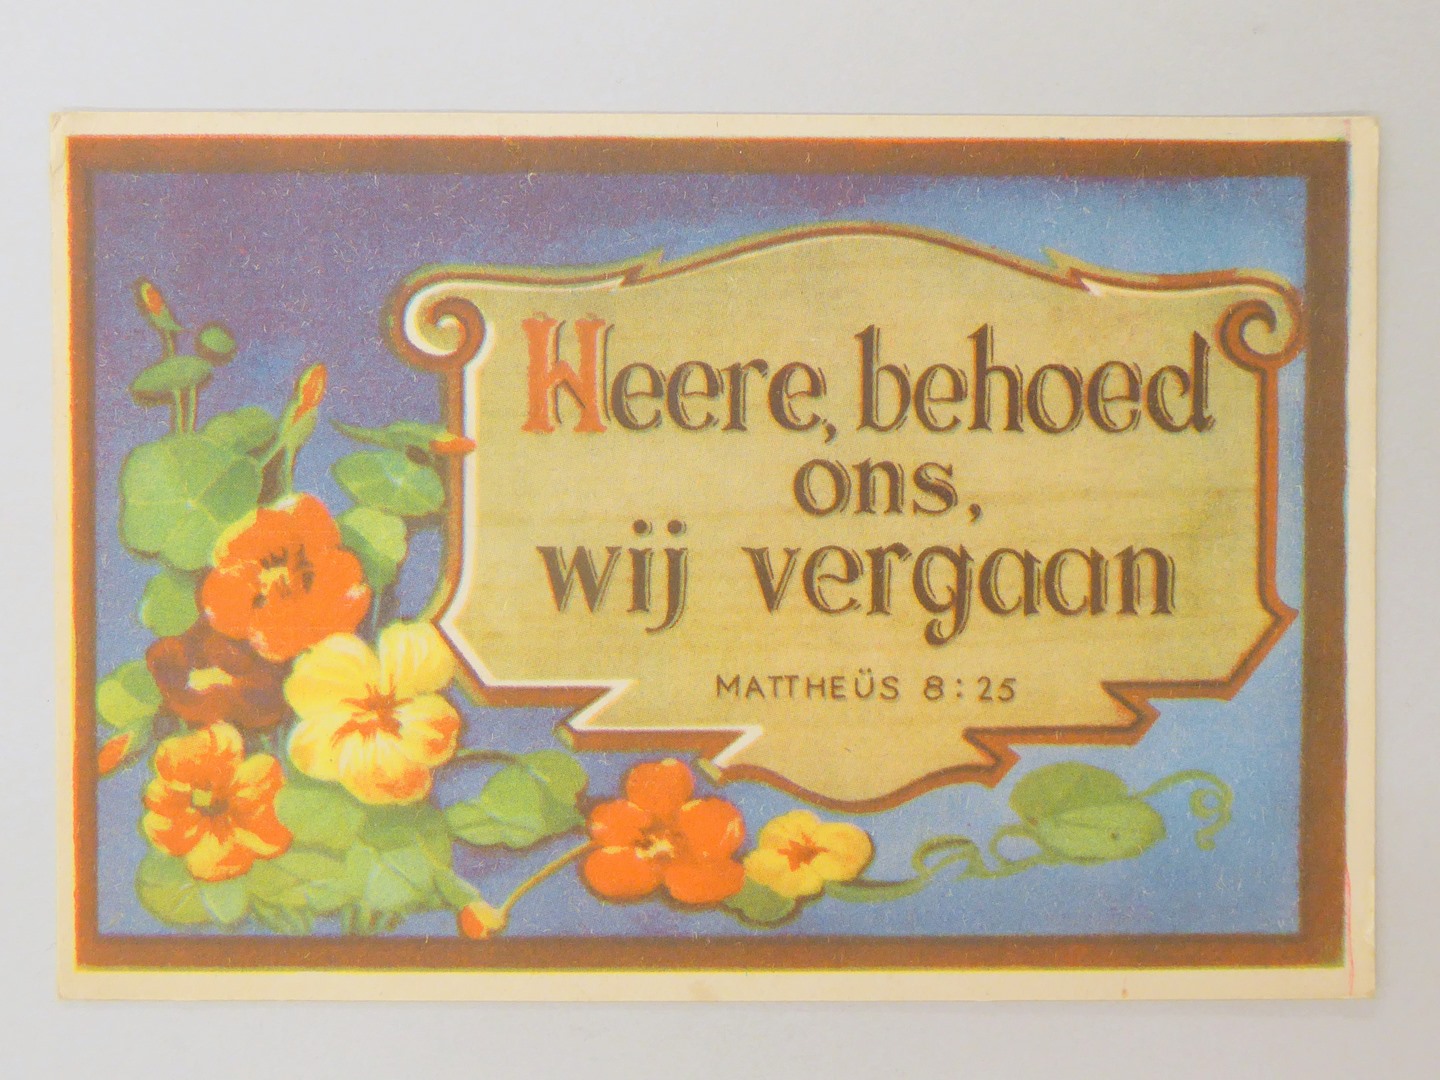 Heere, behoed
ons,
wij vergaan
MATTHEÜS 8:25